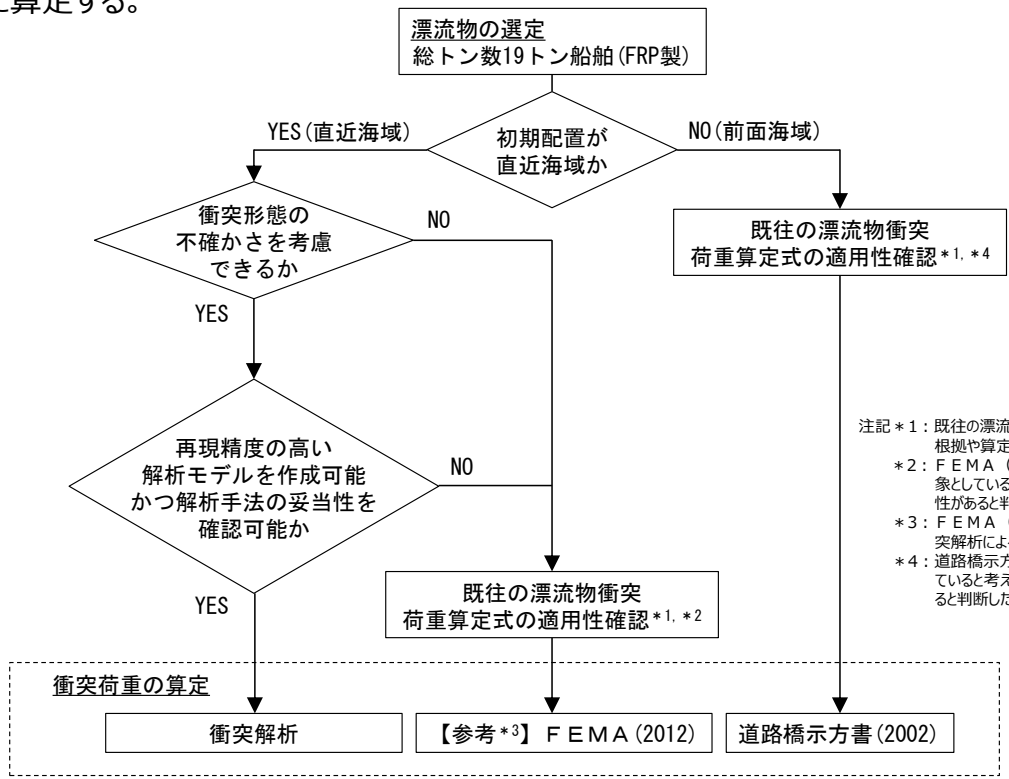 に算定する。
漂流物の選定
総トン数19トン船舶(FRP製)
YES(直近海域)
初期配置が
直近海域か
NO(前面海域)
衝突形態の
不確かさを考慮
できるか
NO
既往の漂流物衝突
荷重算定式の適用性確認*1, *4
YES
再現精度の高い
解析モデルを作成可能
かつ解析手法の妥当性を
確認可能か
NO
注記*1：既往の漂流
根拠や算定
*2：ＦＥＭＡ（
象としている
性があると判
*3：ＦＥＭＡ（
突解析によ
*4：道路橋示方
ていると考え
ると判断した
YES
既往の漂流物衝突
荷重算定式の適用性確認*1, *2
衝突荷重の算定
衝突解析
【参考*3】ＦＥＭＡ(2012)
道路橋示方書(2002)